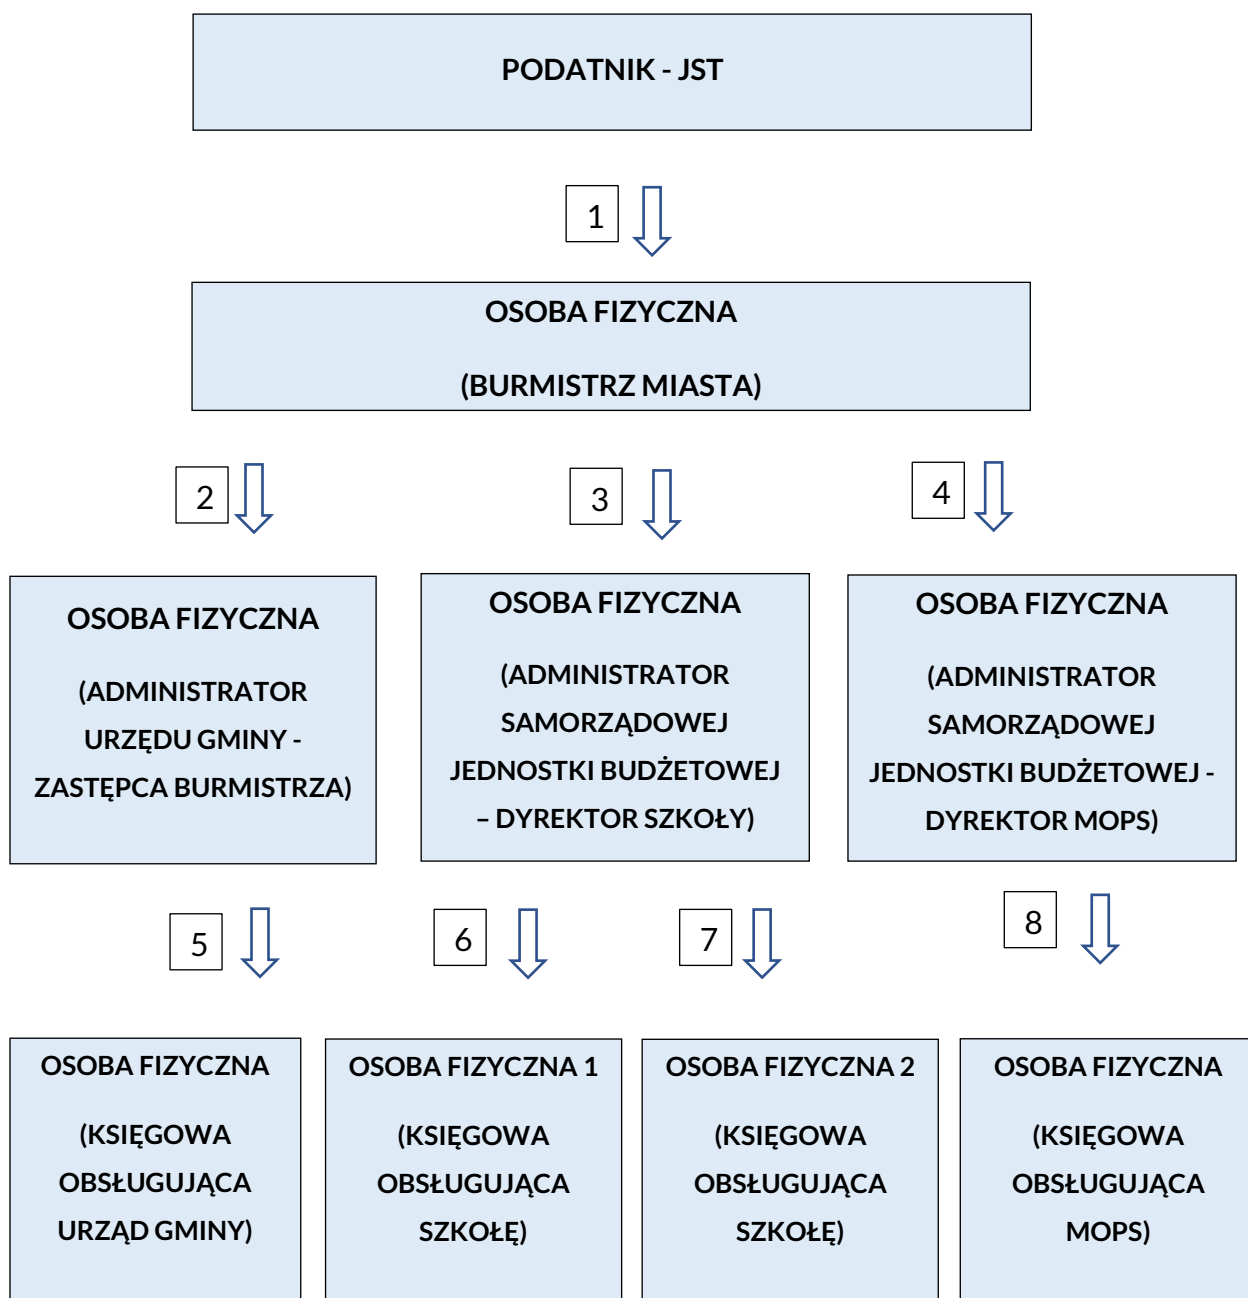 PODATNIK - JST
1
OSOBA FIZYCZNA
(BURMISTRZ MIASTA)
2
3
4
OSOBA FIZYCZNA
(ADMINISTRATOR
URZĘDU GMINY -
ZASTĘPCA BURMISTRZA)
OSOBA FIZYCZNA
(ADMINISTRATOR
SAMORZĄDOWEJ
JEDNOSTKI BUDŻETOWEJ
– DYREKTOR SZKOŁY)
OSOBA FIZYCZNA
(ADMINISTRATOR
SAMORZĄDOWEJ
JEDNOSTKI BUDŻETOWEJ -
DYREKTOR MOPS)
5
6
7
8
OSOBA FIZYCZNA
(KSIĘGOWA
OBSŁUGUJĄCA
URZĄD GMINY)
OSOBA FIZYCZNA 1
(KSIĘGOWA
OBSŁUGUJĄCA
SZKOŁĘ)
OSOBA FIZYCZNA 2
(KSIĘGOWA
OBSŁUGUJĄCA
SZKOŁĘ)
OSOBA FIZYCZNA
(KSIĘGOWA
OBSŁUGUJĄCA
MOPS)